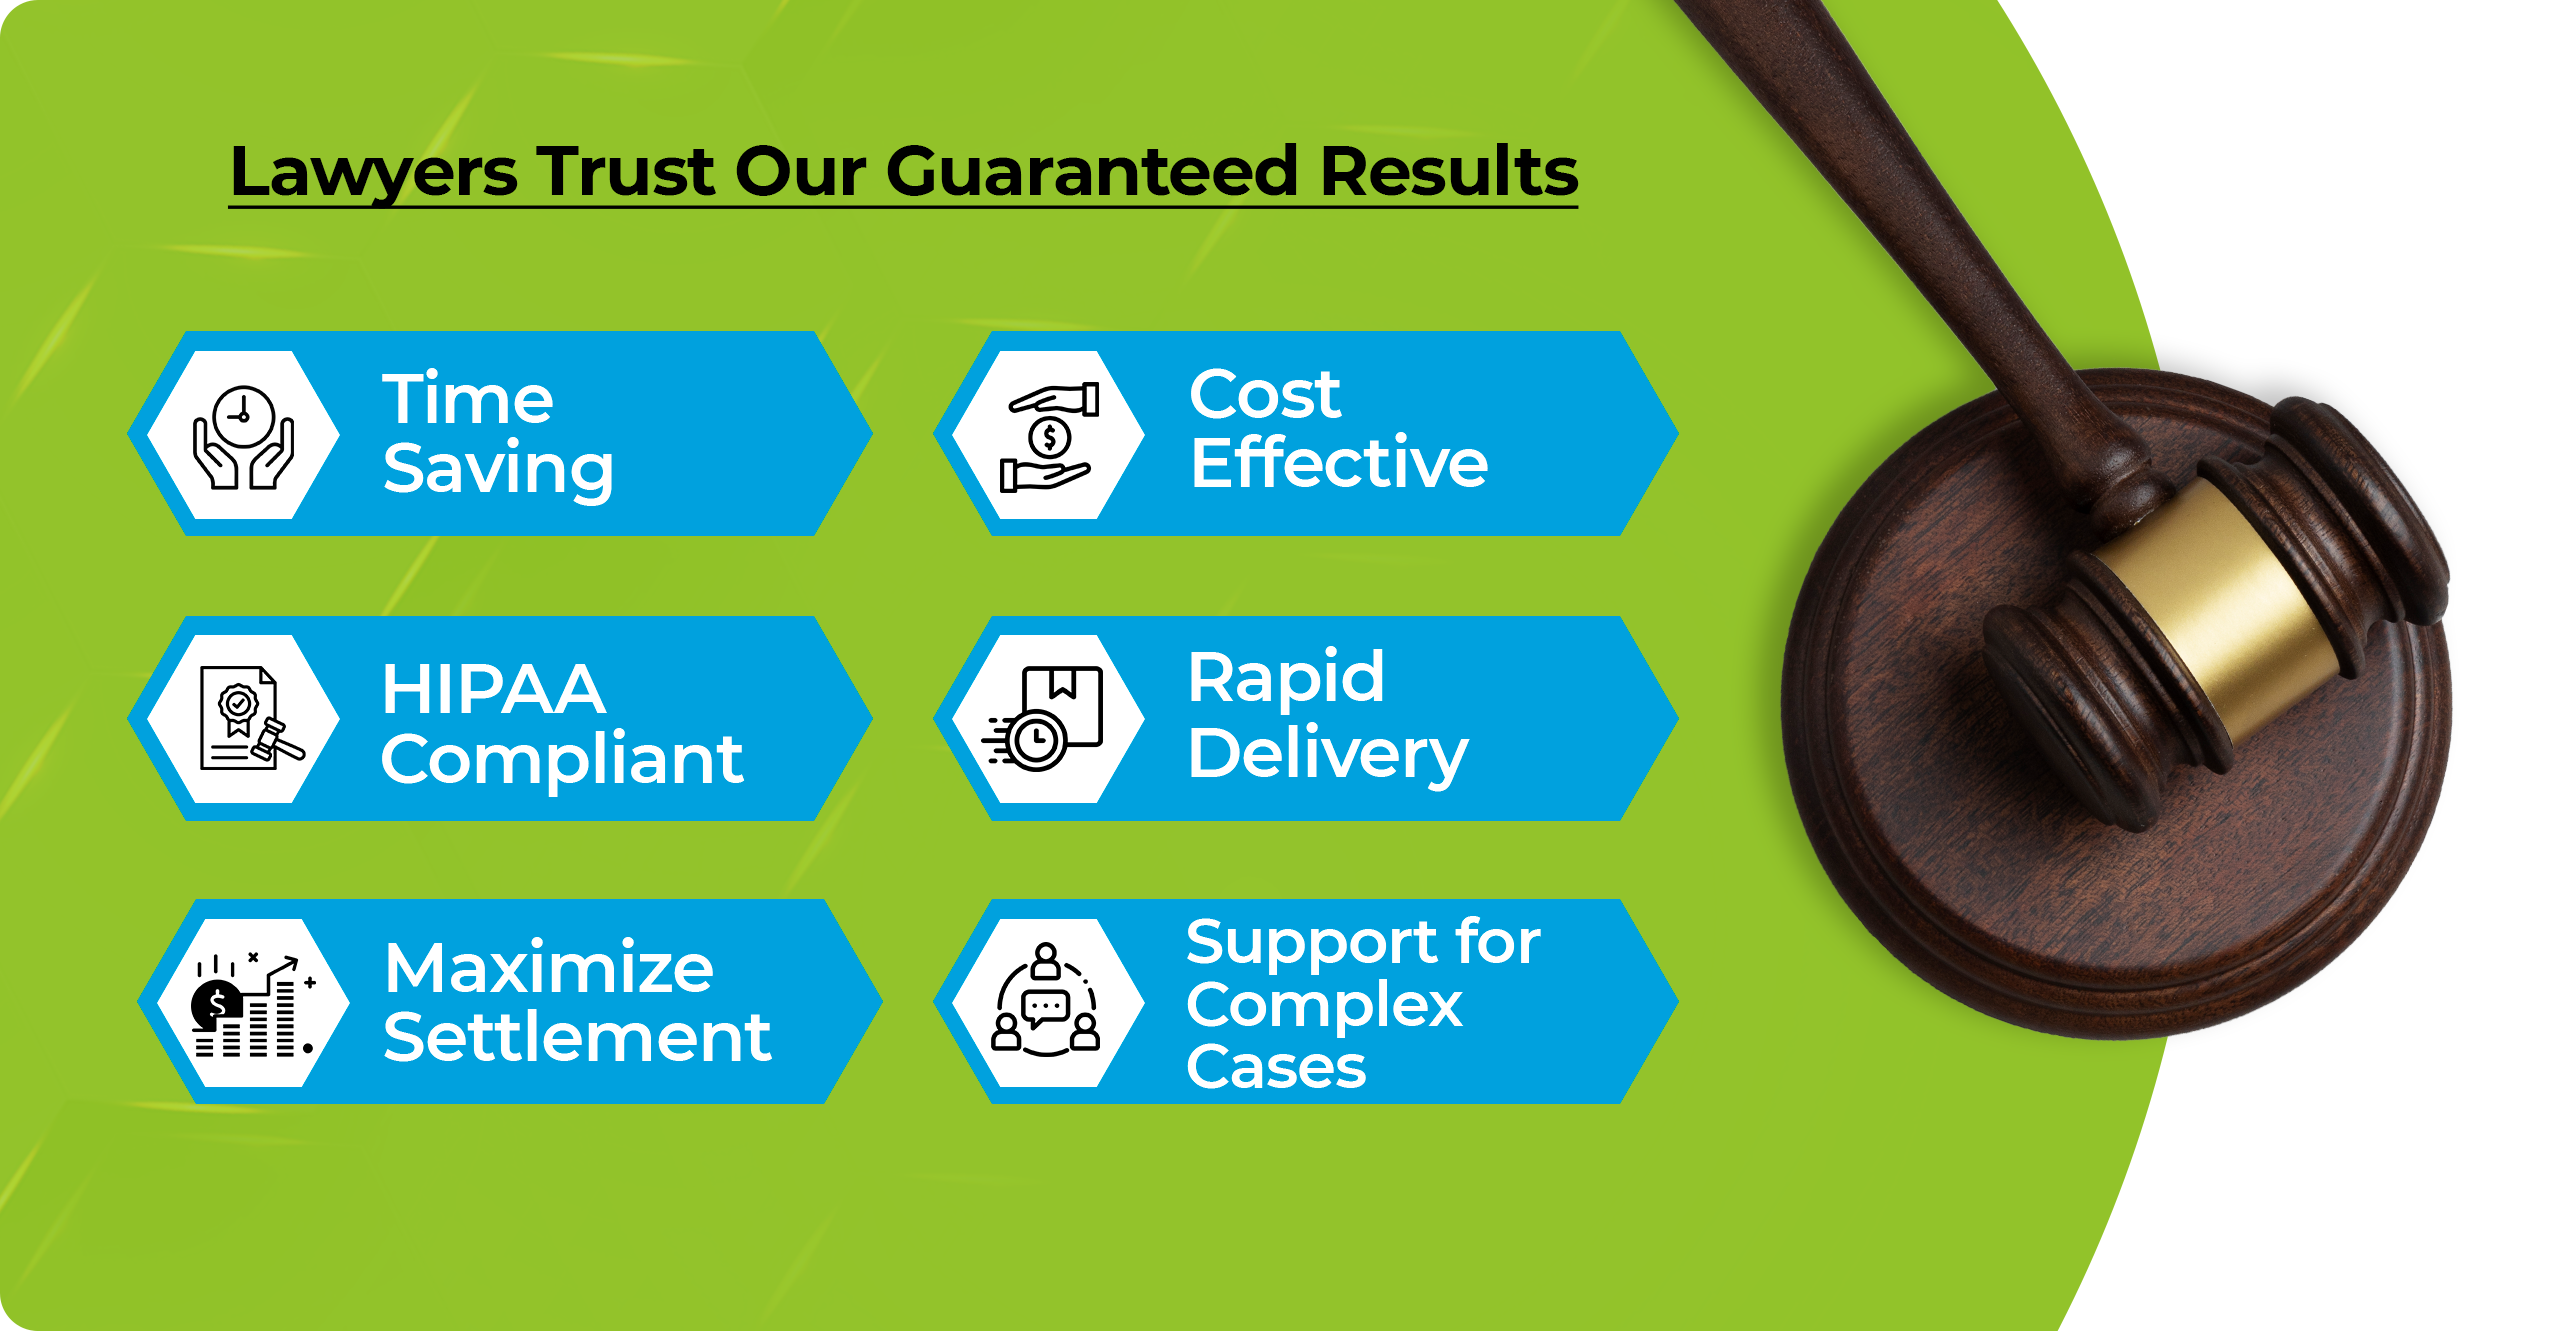 Lawyers Trust Our Guaranteed Results
Time
Saving
Cost
Effective
HIPAA
Compliant
Rapid
Delivery
Maximize
Settlement
Support for
Complex
Cases